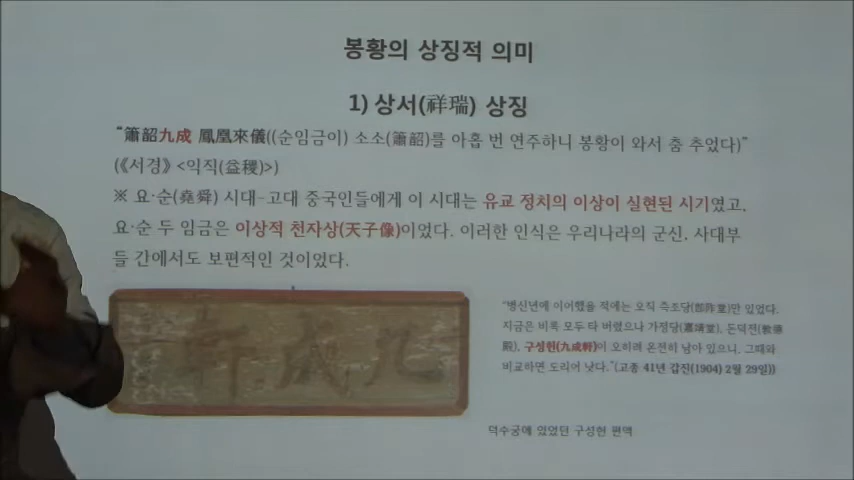 봉황의 상징적 의미
1) 상서(祥瑞) 상징
“簫韶九成 鳳凰來儀((순임금이) 소소(簫韶)를 아홉 번 연주하니 봉황이 와서 춤 추었다)”
(《서경》 <익직(益稷)>)
※ 요·순(堯舜) 시대-고대 중국인들에게 이 시대는 유교 정치의 이상이 실현된 시기였고,
요·순 두 임금은 이상적 천자상(天子像)이었다. 이러한 인식은 우리나라의 군신, 사대부
들 간에서도 보편적인 것이었다.
軒成九
“병신년에 이어했을 적에는 오직 즉조당(卽阼堂)만 있었다.
지금은 비록 모두 타 버렸으나 가정당(嘉靖堂), 돈덕전(敦德
殿), 구성헌(九成軒)이 오히려 온전히 남아 있으니, 그때와
비교하면 도리어 낫다.”(고종 41년 갑진(1904) 2월 29일))
덕수궁에 있었던 구성헌 편액